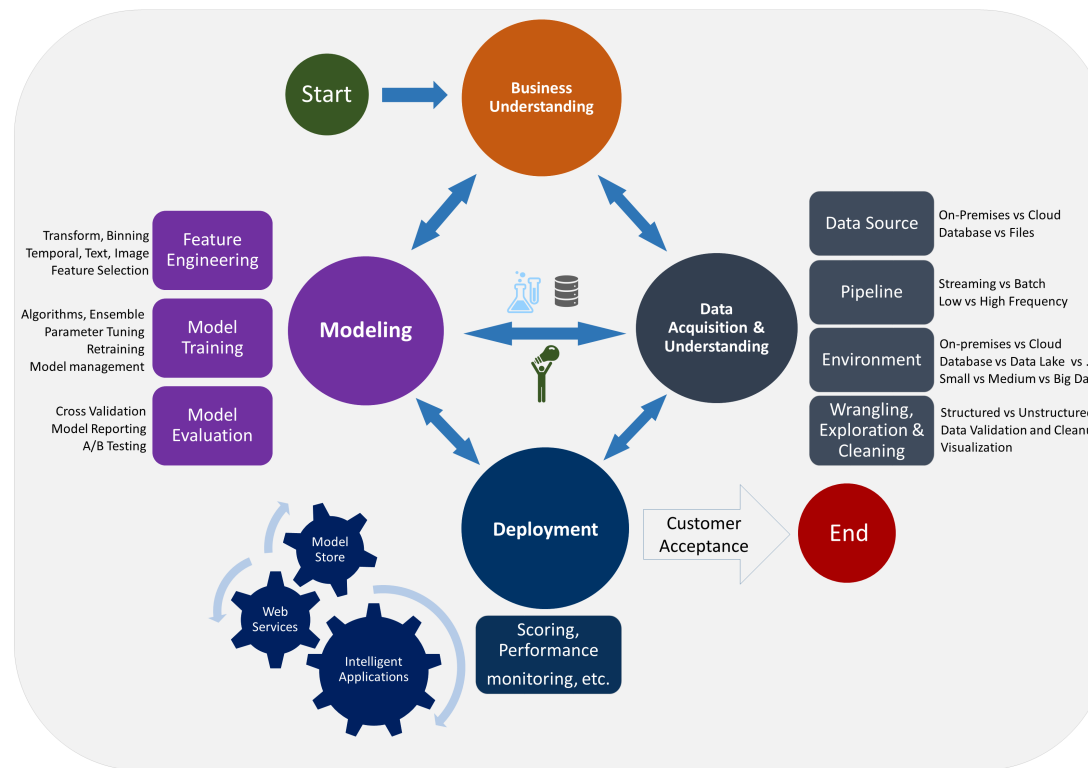 Start
Business
Understanding
Data Source
On-Premises vs Cloud
Database vs Files
Feature
Engineering
Transform, Binning
Temporal, Text, Image
Feature Selection
Pipeline
Streaming vs Batch
Low vs High Frequency
Modeling
Data
Acquisition &
Understanding
Algorithms, Ensemble
Parameter Tuning
Retraining
Model management
Model
Training
Environment
On-premises vs Cloud
Database vs Data Lake vs .
Small vs Medium vs Big Da
Cross Validation
Model Reporting
A/B Testing
Model
Evaluation
Wrangling,
Exploration &
Cleaning
Structured vs Unstructured
Data Validation and Cleanu
Visualization
Deployment
Customer
Acceptance
End
Model
Store
Web
Services
Intelligent
Applications
Scoring,
Performance
monitoring, etc.